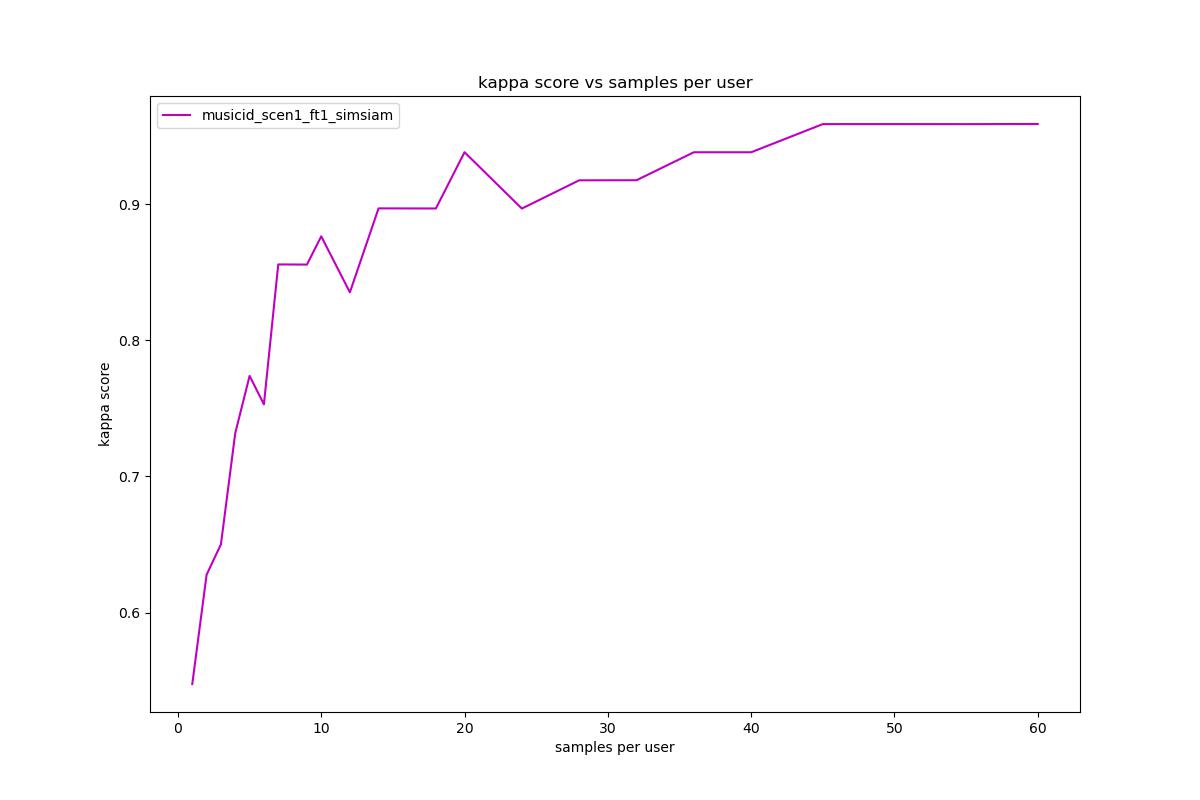 kappa score vs samples per user
musicid_scen1_ft1_simsiam
0.9
0.8
0.7
0.6
kappa score
0 10 20 30 40 50 60
samples per user